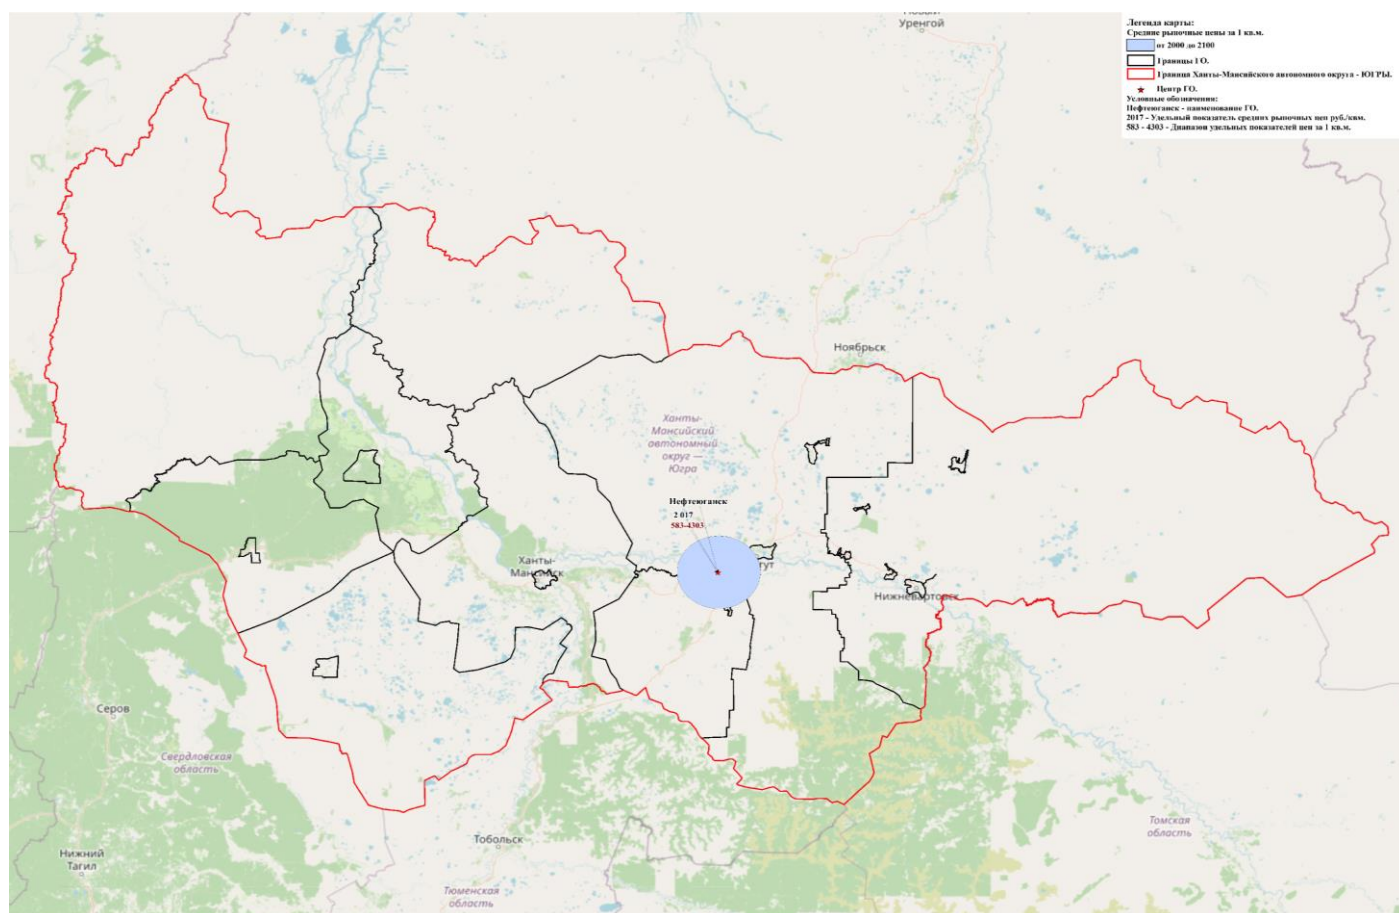 Уренгой
Легенда карты:
Средние рыночные цены за 1 кв.м.
от 2000 до 2100
Границы ГО.
Граница Ханты-Мансийского автономного округа - ЮГРЫ.
Центр ГО.
Условные обозначения:
Нефтеюганск - наименование ГО.
2017 - Удельный показатель средних рыночных цен руб./квм.
583 - 4303 - Диапазон удельных показателей цен за 1 кв.м.
Ноябрьск
Ханты-
Мансийский
автономный
округ —
Югра
Нефтеюганск
2 017
583-4303
Ханты-
Мансийск
гут
Нижневартовск
Серов
Свердловская
область
Томская
область
Тобольск
Нижний
Тагил
Тюменская
область